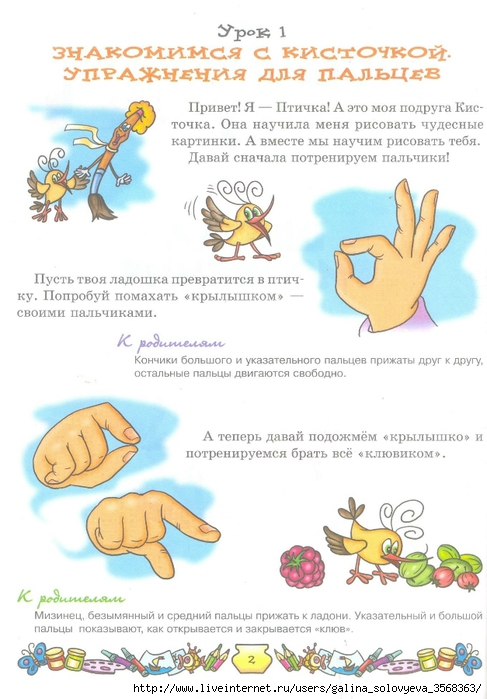 Урок 1
ЗНАКОМИМСЯ С КИСТОЧКОЙ.
УПРАЖНЕНИЯ ДЛЯ ПАЛЬЦЕВ
Привет! Я — Птичка! А это моя подруга Кис-
точка. Она научила меня рисовать чудесные
картинки. А вместе мы научим рисовать тебя.
Давай сначала потренируем пальчики!
Пусть твоя ладошка превратится в птич-
ку. Попробуй помахать «крылышком» —
своими пальчиками.
К родителям
Кончики большого и указательного пальцев прижаты друг к другу,
остальные пальцы двигаются свободно.
А теперь давай подожмём «крылышко» и
потренируемся брать всё «клювиком».
К родителям
Мизинец, безымянный и средний пальцы прижать к ладони. Указательный и большой
пальцы показывают, как открывается и закрывается «клюв».
2
http://www.liveinternet.ru/users/galina_solovyeva_3568363/